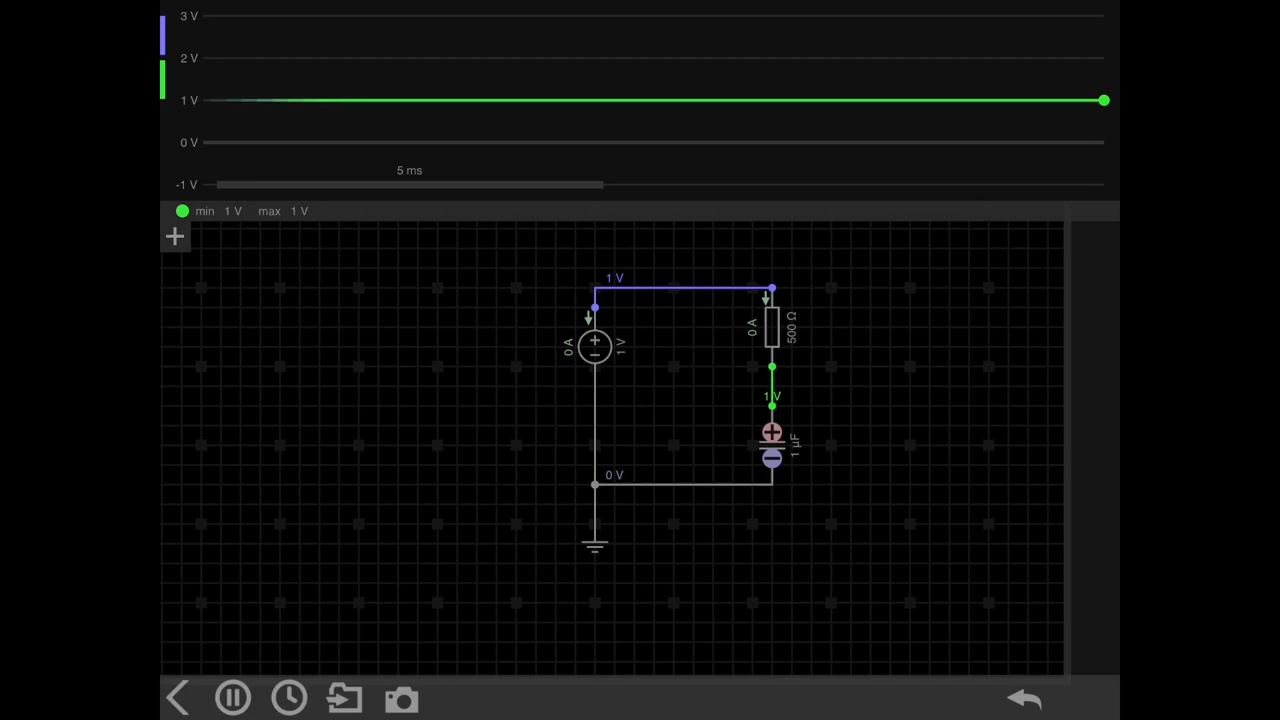 3 V
2 V
1 V
0 V
5 ms
-1 V
min 1 V max 1 V
1 V
0 A
1 V
0 A
500 Ω
1 V
1 µF
0 V